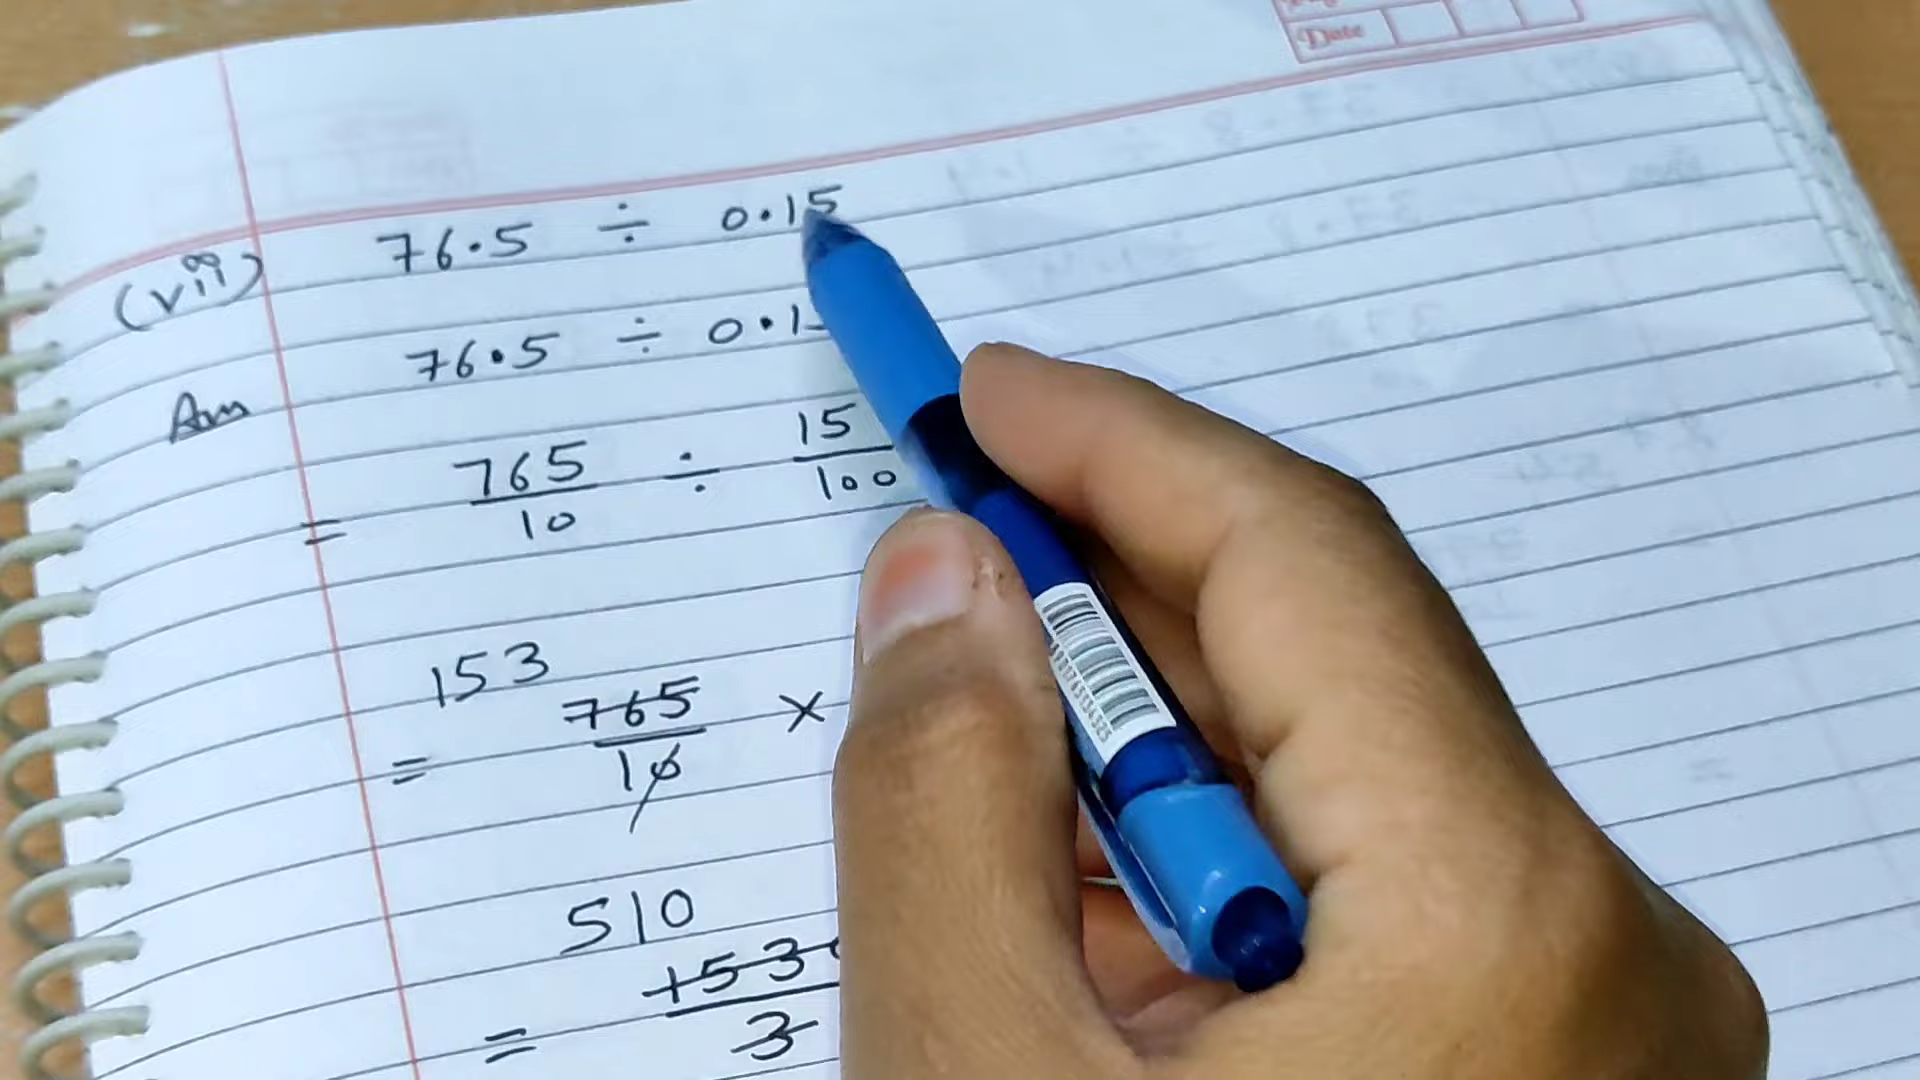 Date
(vii) 76.5 ÷ 0.15
76.5 ÷ 0.1
Ans
= 765/10 ÷ 15/100
153
= 765/10 ×
510
= 1530/3